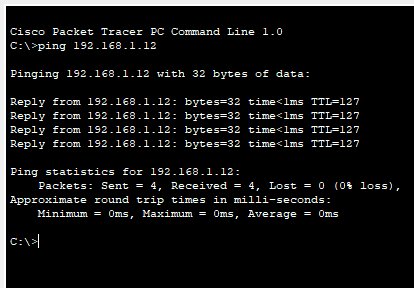 Cisco Packet Tracer PC Command Line 1.0
C:\>ping 192.168.1.12
Pinging 192.168.1.12 with 32 bytes of data:
Reply from 192.168.1.12: bytes=32 time<1ms TTL=127
Reply from 192.168.1.12: bytes=32 time<1ms TTL=127
Reply from 192.168.1.12: bytes=32 time<1ms TTL=127
Reply from 192.168.1.12: bytes=32 time<1ms TTL=127
Ping statistics for 192.168.1.12:
Packets: Sent = 4, Received = 4, Lost = 0 (0% loss),
Approximate round trip times in milli-seconds:
Minimum = 0ms, Maximum = 0ms, Average = 0ms
C:\>